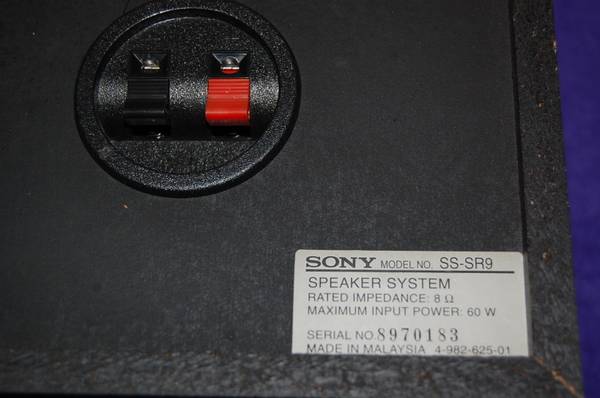 SONY MODEL NO. SS-SR9
SPEAKER SYSTEM
RATED IMPEDANCE: 8 Ω
MAXIMUM INPUT POWER: 60 W
SERIAL NO. 8970183
MADE IN MALAYSIA 4-982-625-01